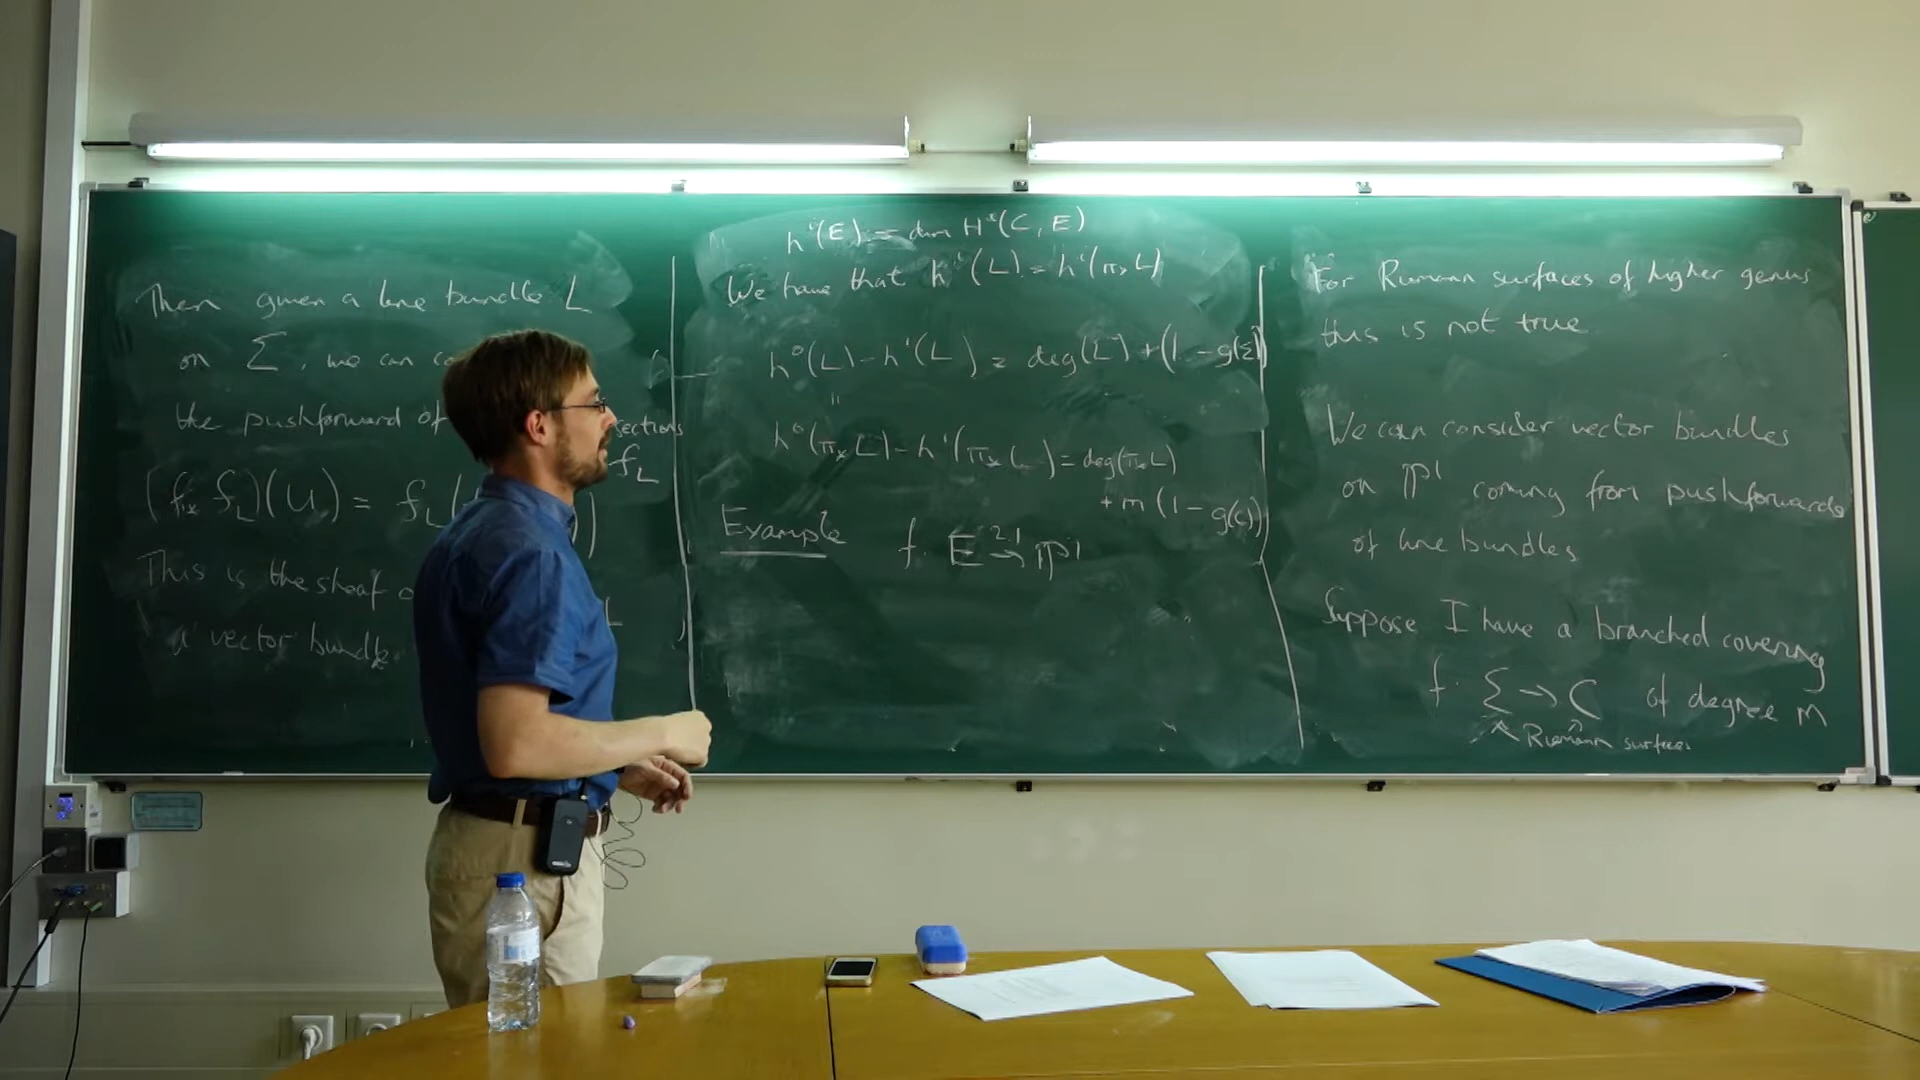 Then given a line bundle L
on Σ, we can co
the pushforward of sections f_L
(f_* f_L)(U) = f_L( )
This is the sheaf o
a vector bundle
h^i(E) = dim H^i(C, E)
We have that h^i(L) = h^i(π_* L)
h^0(L) - h^1(L) = deg(L) + (1 - g(Σ))
"
h^0(π_* L) - h^1(π_* L) = deg(π_* L)
+ m (1 - g(C))
Example f: E 2:1→ ℙ^1
For Riemann surfaces of higher genus
this is not true
We can consider vector bundles
on ℙ^1 coming from pushforwards
of line bundles
Suppose I have a branched covering
f: Σ → C of degree m
Riemann surfaces